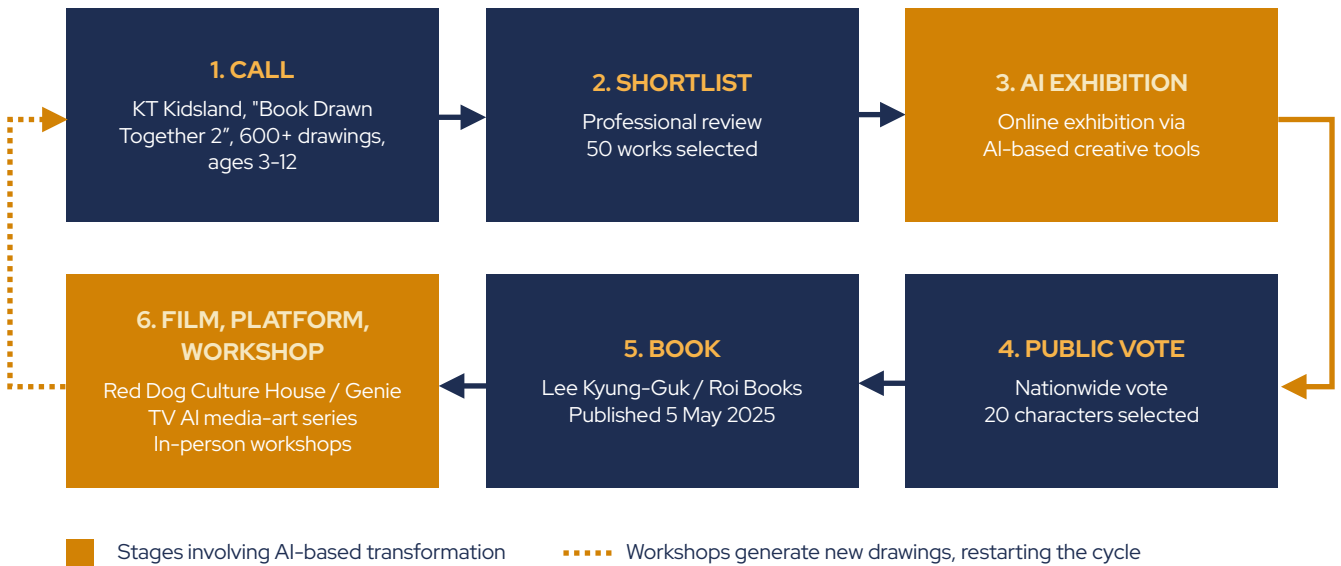 1. CALL
KT Kidsland, "Book Drawn
Together 2”, 600+ drawings,
ages 3-12
2. SHORTLIST
Professional review
50 works selected
3. AI EXHIBITION
Online exhibition via
AI-based creative tools
4. PUBLIC VOTE
Nationwide vote
20 characters selected
5. BOOK
Lee Kyung-Guk / Roi Books
Published 5 May 2025
6. FILM, PLATFORM,
WORKSHOP
Red Dog Culture House / Genie
TV AI media-art series
In-person workshops
Stages involving AI-based transformation
Workshops generate new drawings, restarting the cycle